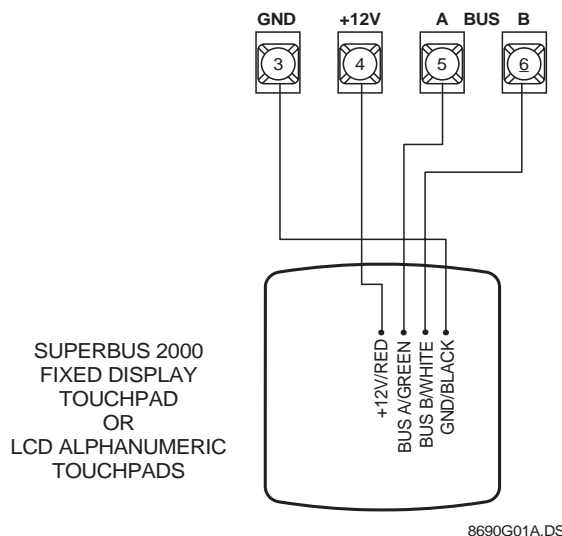 GND +12V A BUS B
3 4 5 6
+12V/RED
BUS A/GREEN
BUS B/WHITE
GND/BLACK
SUPERBUS 2000
FIXED DISPLAY
TOUCHPAD
OR
LCD ALPHANUMERIC
TOUCHPADS
8690G01A.DS